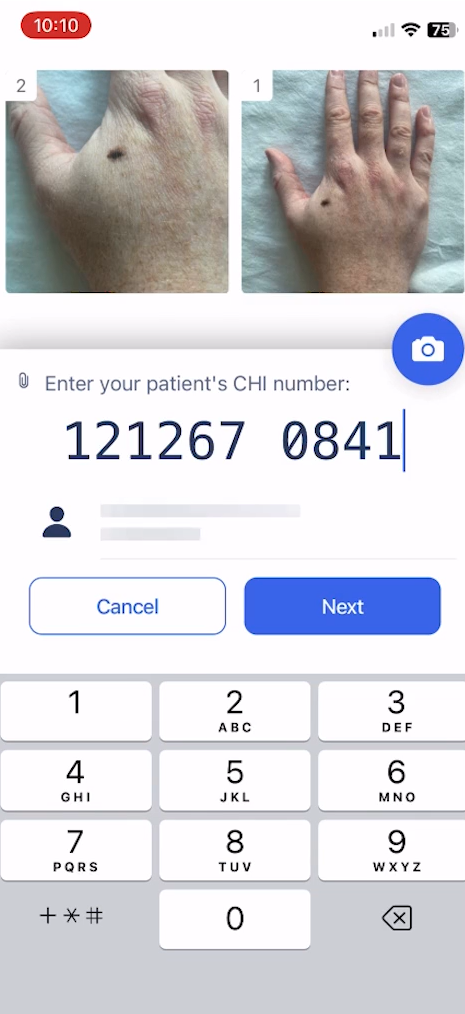 10:10
75
2
1
Enter your patient's CHI number:
121267 0841
Cancel
Next
1
2
ABC
3
DEF
4
GHI
5
JKL
6
MNO
7
PQRS
8
TUV
9
WXYZ
+*#
0